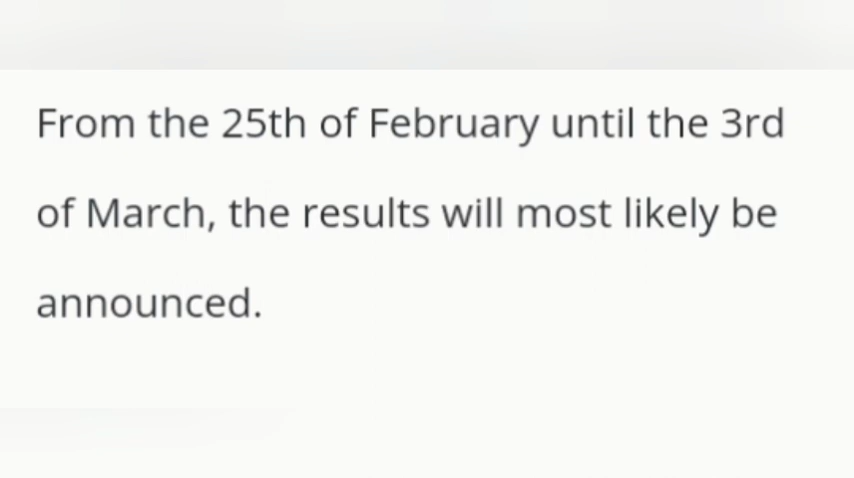 From the 25th of February until the 3rd
of March, the results will most likely be
announced.